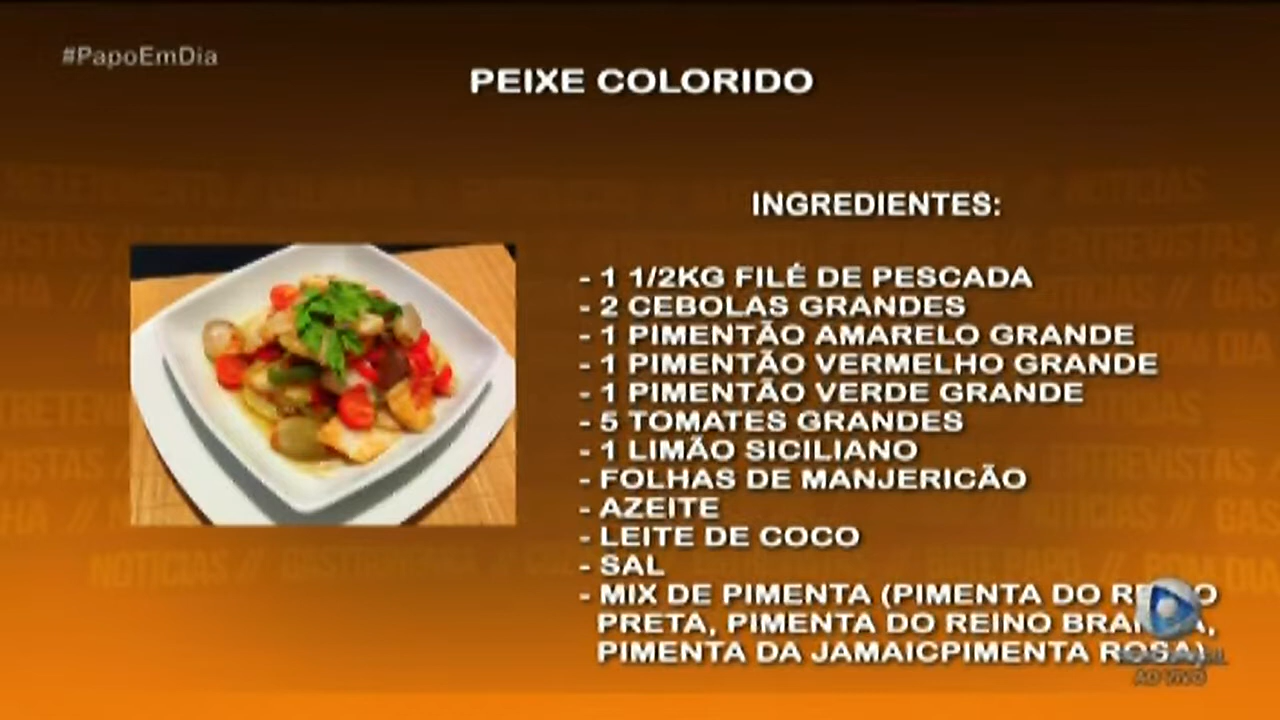 #PapoEmDia
PEIXE COLORIDO
INGREDIENTES:
- 1 1/2KG FILÉ DE PESCADA
- 2 CEBOLAS GRANDES
- 1 PIMENTÃO AMARELO GRANDE
- 1 PIMENTÃO VERMELHO GRANDE
- 1 PIMENTÃO VERDE GRANDE
- 5 TOMATES GRANDES
- 1 LIMÃO SICILIANO
- FOLHAS DE MANJERICÃO
- AZEITE
- LEITE DE COCO
- SAL
- MIX DE PIMENTA (PIMENTA DO REINO
PRETA, PIMENTA DO REINO BRANCA,
PIMENTA DA JAMAICPIMENTA ROSA)
AO VIVO